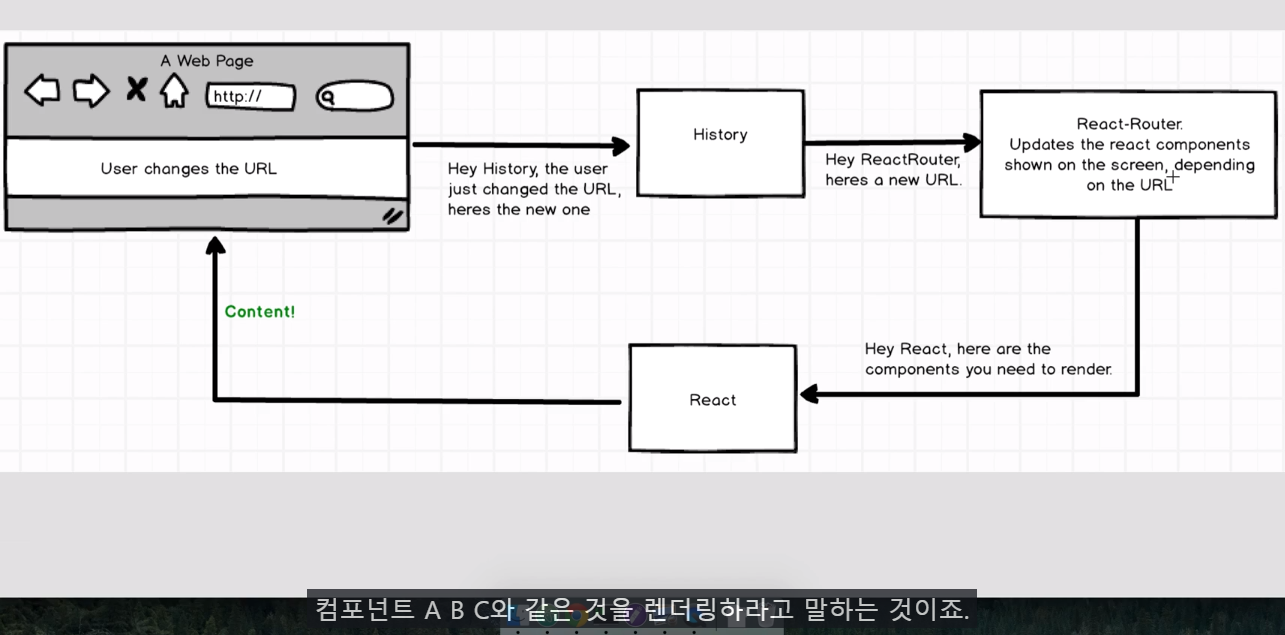 A Web Page
http://
User changes the URL
Hey History, the user
just changed the URL,
heres the new one
History
Hey ReactRouter,
heres a new URL.
React-Router.
Updates the react components
shown on the screen, depending
on the URL
Content!
Hey React, here are the
components you need to render.
React
컴포넌트 A B C와 같은 것을 렌더링하라고 말하는 것이죠.